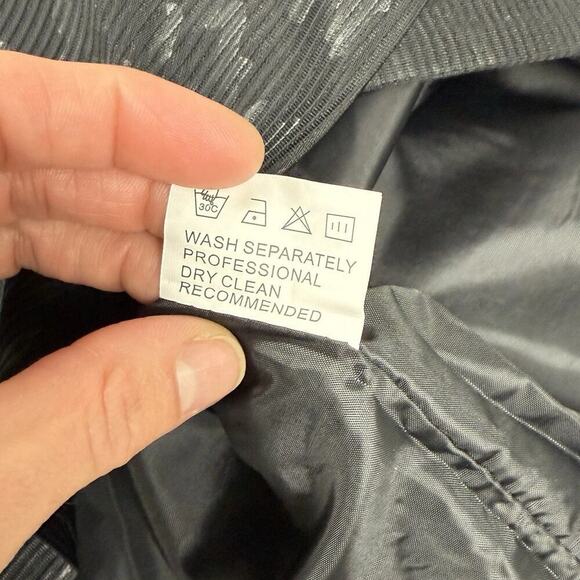 30C
WASH SEPARATELY
PROFESSIONAL
DRY CLEAN
RECOMMENDED